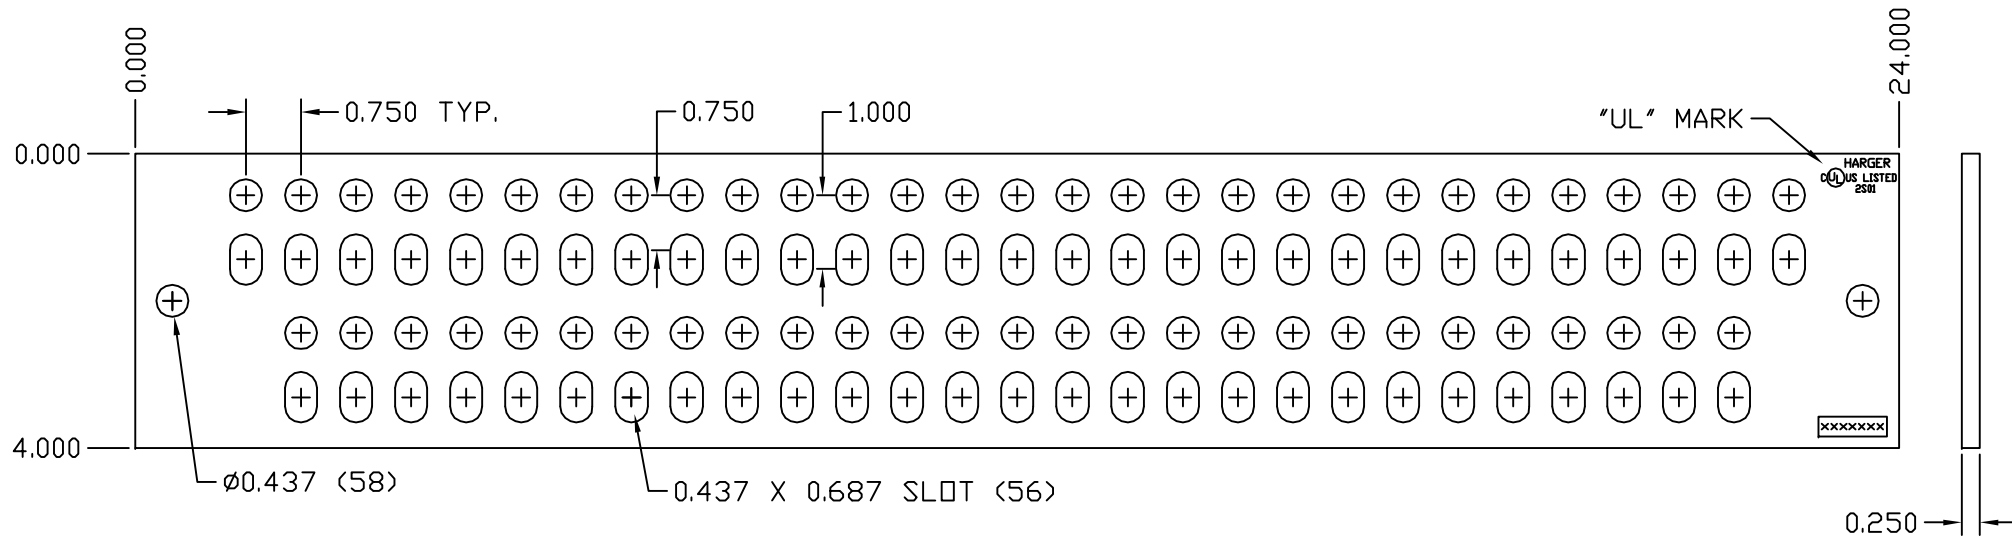 0.000
24.000
0.750 TYP.
0.750
1.000
"UL" MARK
0.000
HARGER
CULUS LISTED
2S01
XXXXXXX
4.000
Ø0.437 (58)
0.437 X 0.687 SLOT (56)
0.250